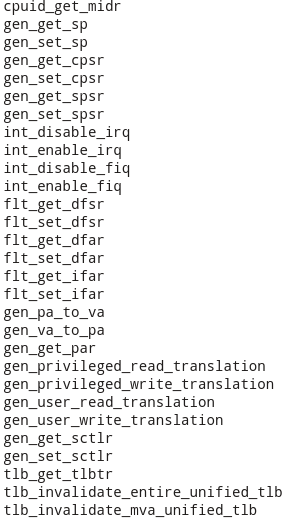 cpuid_get_midr
gen_get_sp
gen_set_sp
gen_get_cpsr
gen_set_cpsr
gen_get_spsr
gen_set_spsr
int_disable_irq
int_enable_irq
int_disable_fiq
int_enable_fiq
flt_get_dfsr
flt_set_dfsr
flt_get_dfar
flt_set_dfar
flt_get_ifar
flt_set_ifar
gen_pa_to_va
gen_va_to_pa
gen_get_par
gen_privileged_read_translation
gen_privileged_write_translation
gen_user_read_translation
gen_user_write_translation
gen_get_sctlr
gen_set_sctlr
tlb_get_tlbtr
tlb_invalidate_entire_unified_tlb
tlb_invalidate_mva_unified_tlb